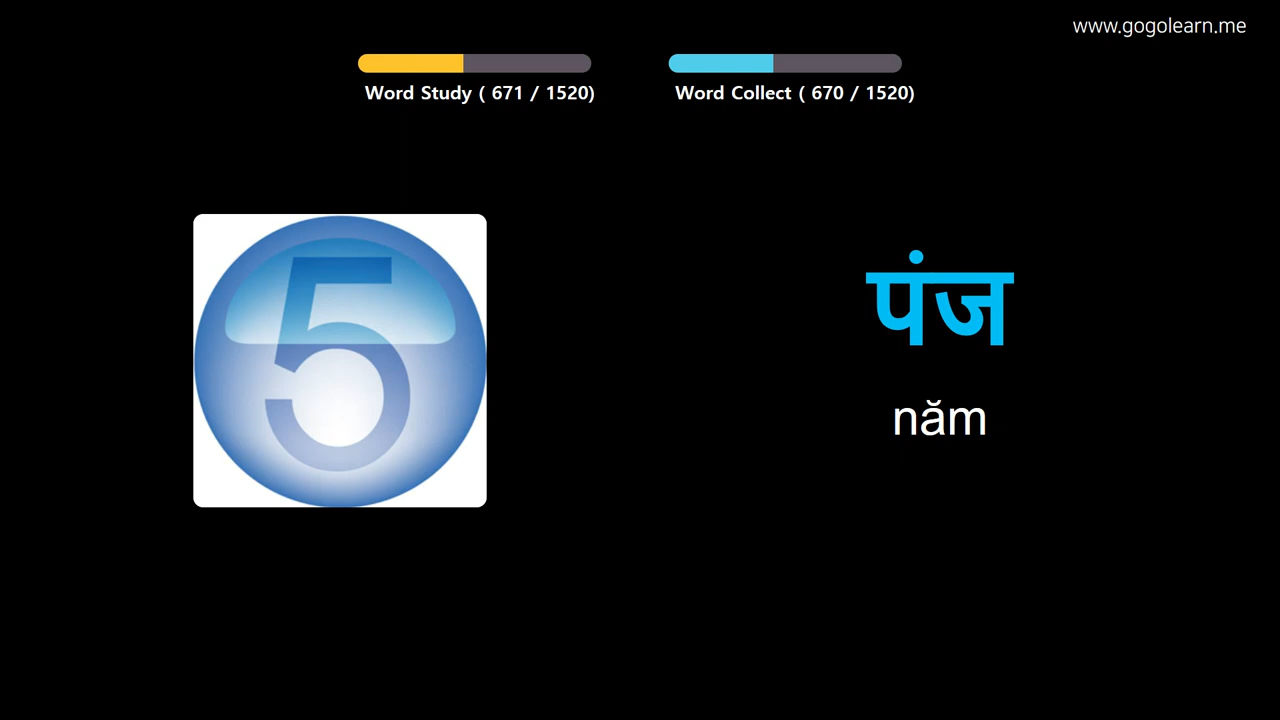 www.gogolearn.me
Word Study ( 671 / 1520)
Word Collect ( 670 / 1520)
5
पंज
năm